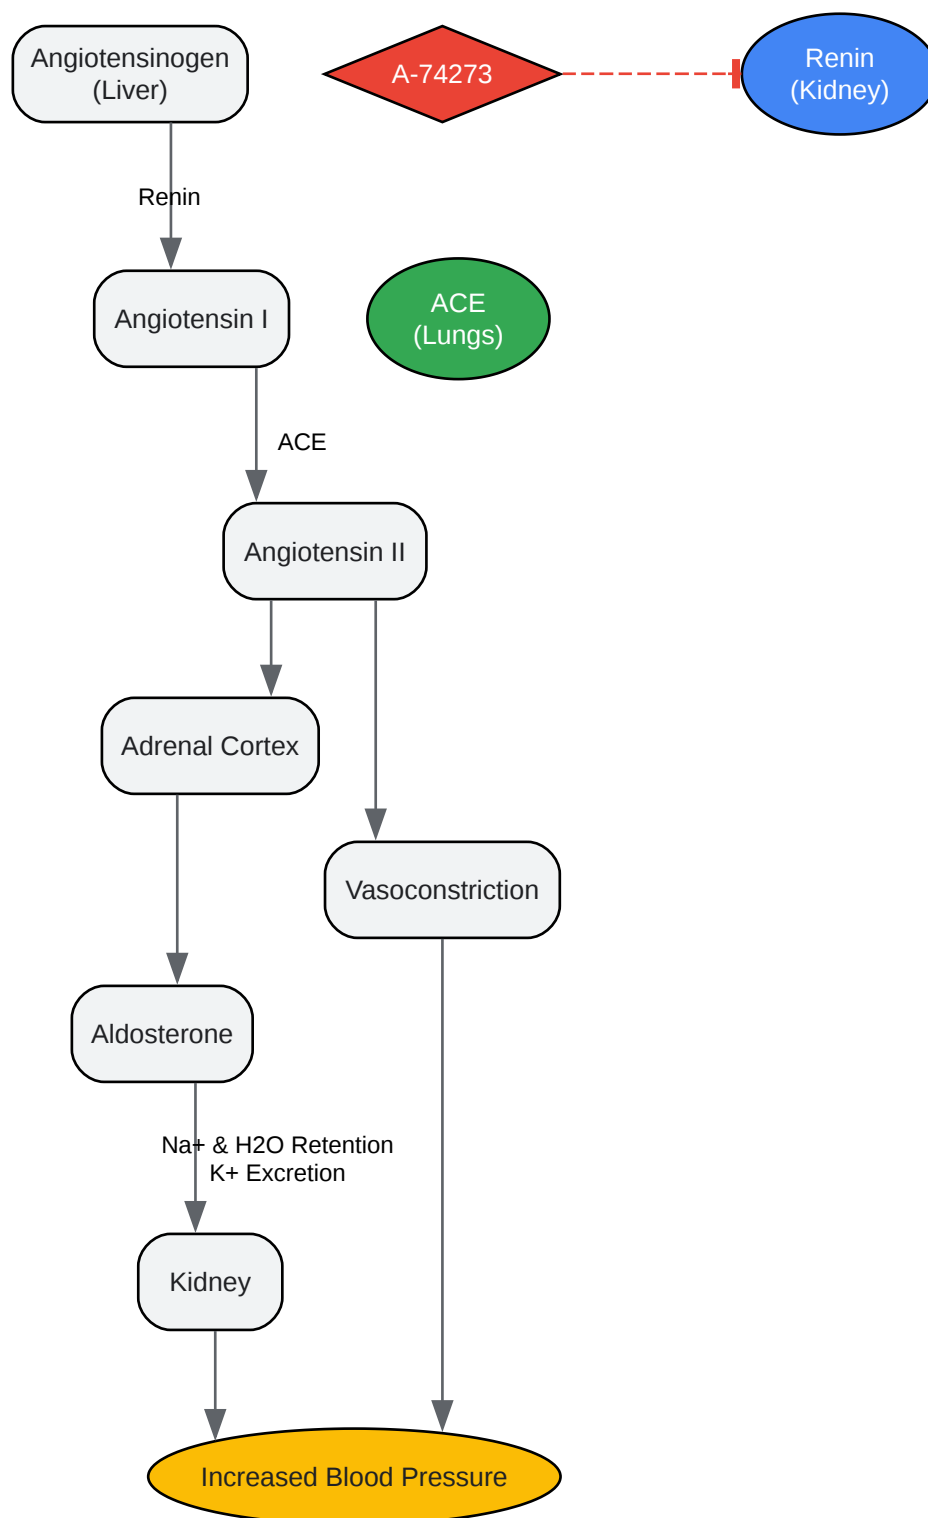 Angiotensinogen
(Liver)
A-74273
Renin
(Kidney)
Renin
Angiotensin I
ACE
(Lungs)
ACE
Angiotensin II
Adrenal Cortex
Vasoconstriction
Aldosterone
Na+ & H2O Retention
K+ Excretion
Kidney
Increased Blood Pressure